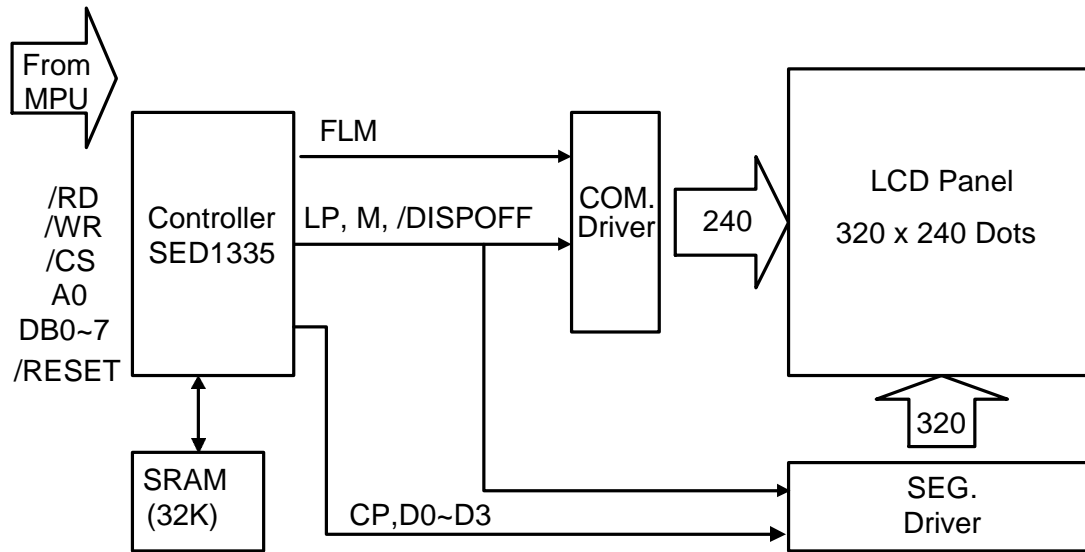 From
MPU
/RD
/WR
/CS
A0
DB0~7
/RESET
Controller
SED1335
SRAM
(32K)
FLM
LP, M, /DISPOFF
CP,D0~D3
COM.
Driver
240
LCD Panel
320 x 240 Dots
320
SEG.
Driver